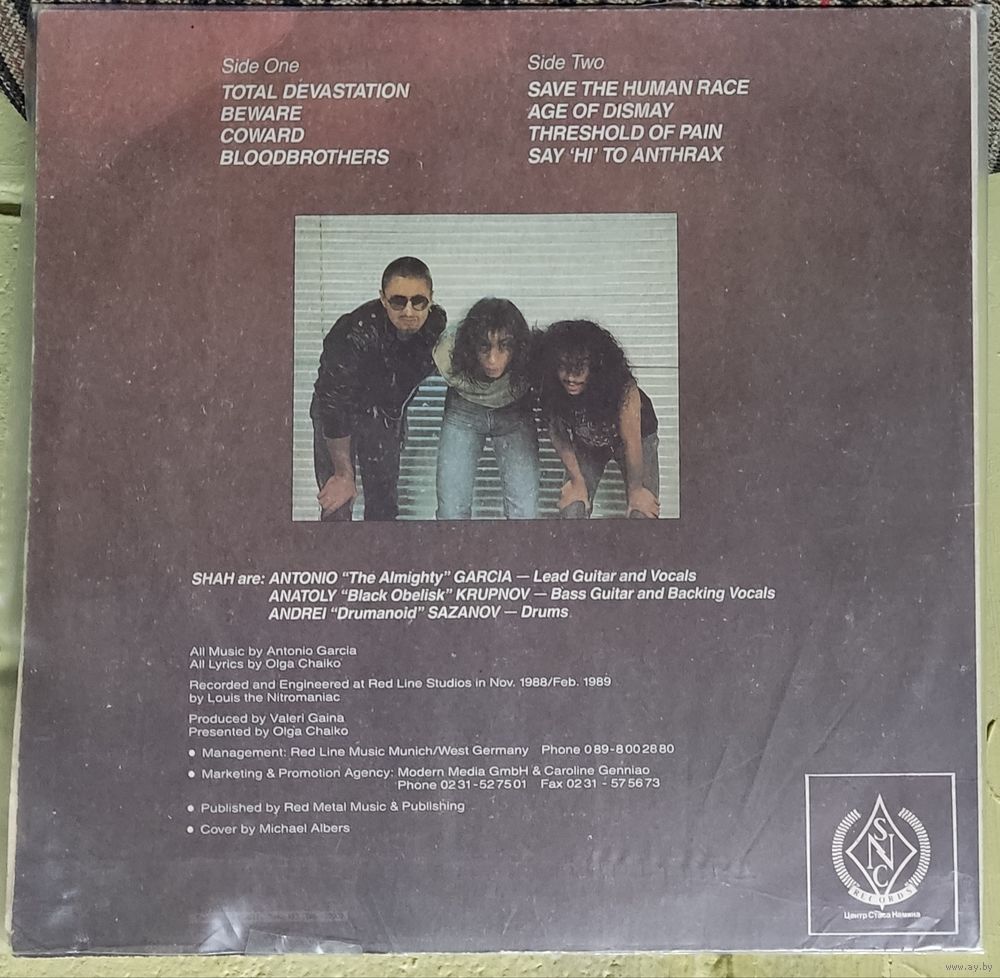 Side One
TOTAL DEVASTATION
BEWARE
COWARD
BLOODBROTHERS
Side Two
SAVE THE HUMAN RACE
AGE OF DISMAY
THRESHOLD OF PAIN
SAY ‘HI’ TO ANTHRAX
SHAH are: ANTONIO “The Almighty” GARCIA — Lead Guitar and Vocals
ANATOLY “Black Obelisk” KRUPNOV — Bass Guitar and Backing Vocals
ANDREI “Drumanoid” SAZANOV — Drums
All Music by Antonio Garcia
All Lyrics by Olga Chaiko
Recorded and Engineered at Red Line Studios in Nov. 1988/Feb. 1989
by Louis the Nitromaniac
Produced by Valeri Gaina
Presented by Olga Chaiko
● Management: Red Line Music Munich/West Germany Phone 089-8002880
● Marketing & Promotion Agency: Modern Media GmbH & Caroline Genniao
Phone 0231-527501 Fax 0231-575673
● Published by Red Metal Music & Publishing
● Cover by Michael Albers
SNC
RECORDS
Центр Стаса Намина
www.ay.by